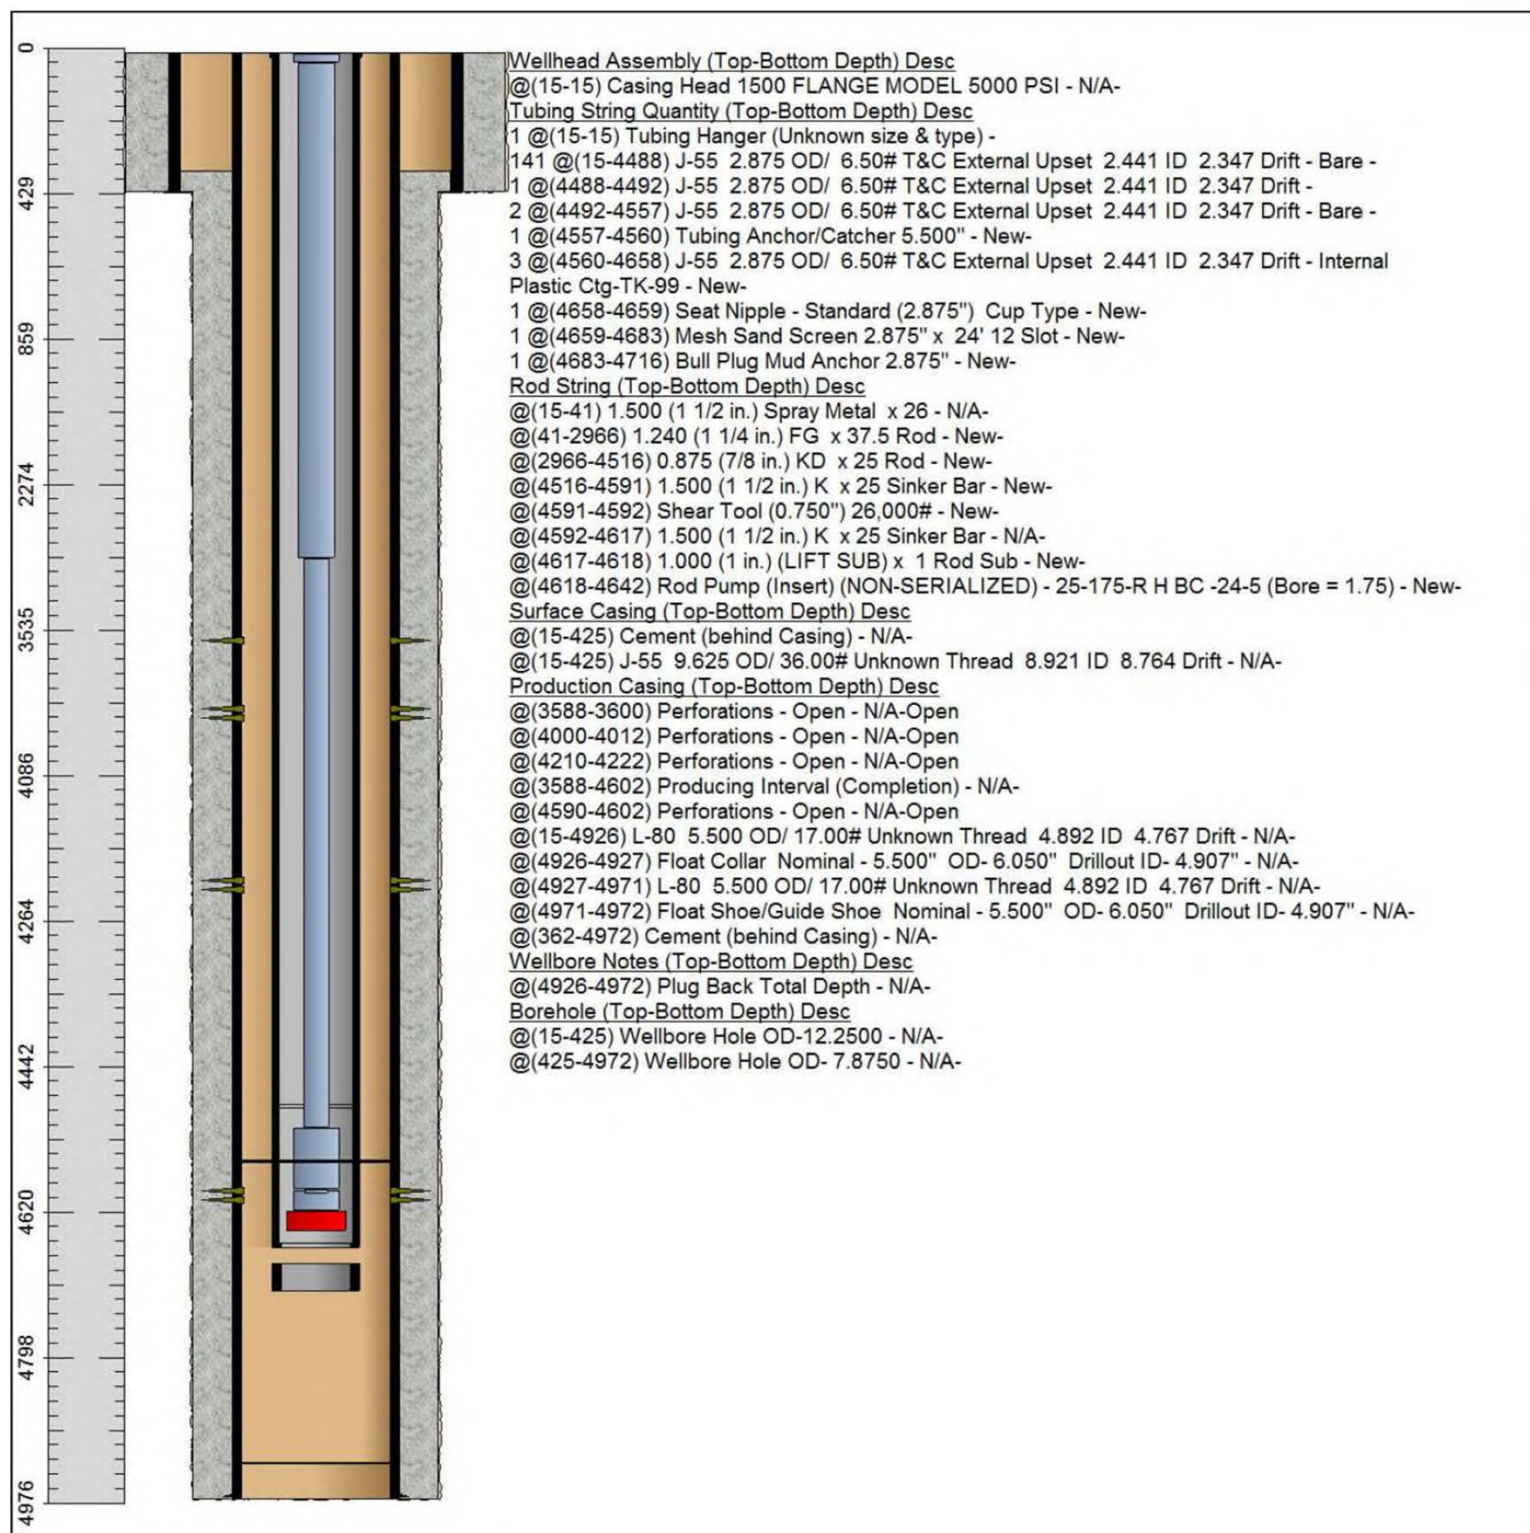 0
429
859
2274
3535
4086
4264
4442
4620
4798
4976
Wellhead Assembly (Top-Bottom Depth) Desc
@(15-15) Casing Head 1500 FLANGE MODEL 5000 PSI - N/A-
Tubing String Quantity (Top-Bottom Depth) Desc
1 @(15-15) Tubing Hanger (Unknown size & type) -
141 @(15-4488) J-55 2.875 OD/ 6.50# T&C External Upset 2.441 ID 2.347 Drift - Bare -
1 @(4488-4492) J-55 2.875 OD/ 6.50# T&C External Upset 2.441 ID 2.347 Drift -
2 @(4492-4557) J-55 2.875 OD/ 6.50# T&C External Upset 2.441 ID 2.347 Drift - Bare -
1 @(4557-4560) Tubing Anchor/Catcher 5.500" - New-
3 @(4560-4658) J-55 2.875 OD/ 6.50# T&C External Upset 2.441 ID 2.347 Drift - Internal
Plastic Ctg-TK-99 - New-
1 @(4658-4659) Seat Nipple - Standard (2.875") Cup Type - New-
1 @(4659-4683) Mesh Sand Screen 2.875" x 24' 12 Slot - New-
1 @(4683-4716) Bull Plug Mud Anchor 2.875" - New-
Rod String (Top-Bottom Depth) Desc
@(15-41) 1.500 (1 1/2 in.) Spray Metal x 26 - N/A-
@(41-2966) 1.240 (1 1/4 in.) FG x 37.5 Rod - New-
@(2966-4516) 0.875 (7/8 in.) KD x 25 Rod - New-
@(4516-4591) 1.500 (1 1/2 in.) K x 25 Sinker Bar - New-
@(4591-4592) Shear Tool (0.750") 26,000# - New-
@(4592-4617) 1.500 (1 1/2 in.) K x 25 Sinker Bar - N/A-
@(4617-4618) 1.000 (1 in.) (LIFT SUB) x 1 Rod Sub - New-
@(4618-4642) Rod Pump (Insert) (NON-SERIALIZED) - 25-175-R H BC -24-5 (Bore = 1.75) - New-
Surface Casing (Top-Bottom Depth) Desc
@(15-425) Cement (behind Casing) - N/A-
@(15-425) J-55 9.625 OD/ 36.00# Unknown Thread 8.921 ID 8.764 Drift - N/A-
Production Casing (Top-Bottom Depth) Desc
@(3588-3600) Perforations - Open - N/A-Open
@(4000-4012) Perforations - Open - N/A-Open
@(4210-4222) Perforations - Open - N/A-Open
@(3588-4602) Producing Interval (Completion) - N/A-
@(4590-4602) Perforations - Open - N/A-Open
@(15-4926) L-80 5.500 OD/ 17.00# Unknown Thread 4.892 ID 4.767 Drift - N/A-
@(4926-4927) Float Collar Nominal - 5.500" OD- 6.050" Drillout ID- 4.907" - N/A-
@(4927-4971) L-80 5.500 OD/ 17.00# Unknown Thread 4.892 ID 4.767 Drift - N/A-
@(4971-4972) Float Shoe/Guide Shoe Nominal - 5.500" OD- 6.050" Drillout ID- 4.907" - N/A-
@(362-4972) Cement (behind Casing) - N/A-
Wellbore Notes (Top-Bottom Depth) Desc
@(4926-4972) Plug Back Total Depth - N/A-
Borehole (Top-Bottom Depth) Desc
@(15-425) Wellbore Hole OD-12.2500 - N/A-
@(425-4972) Wellbore Hole OD- 7.8750 - N/A-